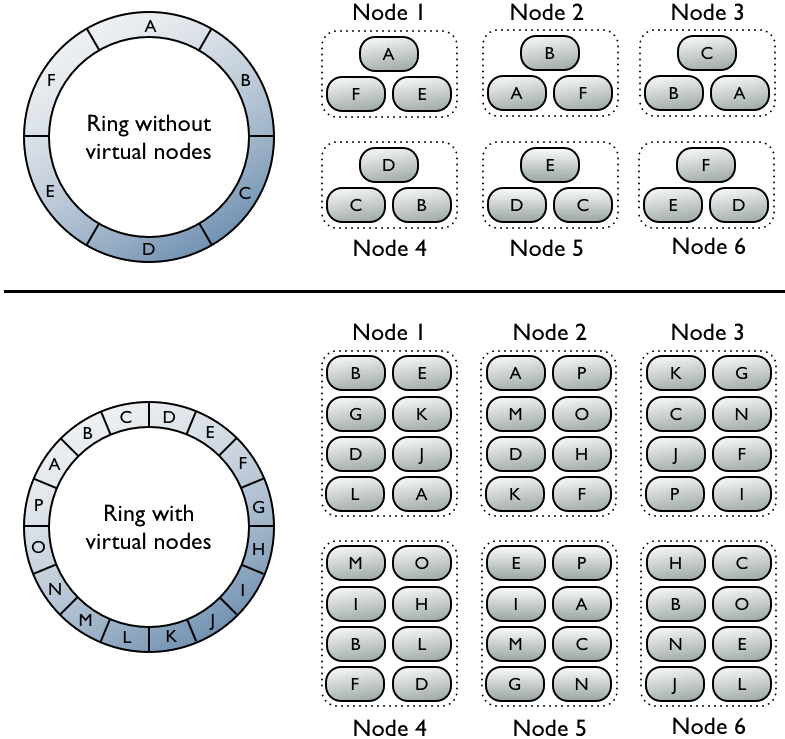 Node 1 Node 2 Node 3
A B C
F E A F B A
Ring without
virtual nodes
A
B
C
D
E
F
D E F
C B D C E D
Node 4 Node 5 Node 6
Node 1 Node 2 Node 3
B E A P K G
G K M O C N
D J D H J F
L A K F P I
Ring with
virtual nodes
A
B
C
D
E
F
G
H
I
J
K
L
M
N
O
P
M O E P H C
I H I A B O
B L M C N E
F D G N J L
Node 4 Node 5 Node 6